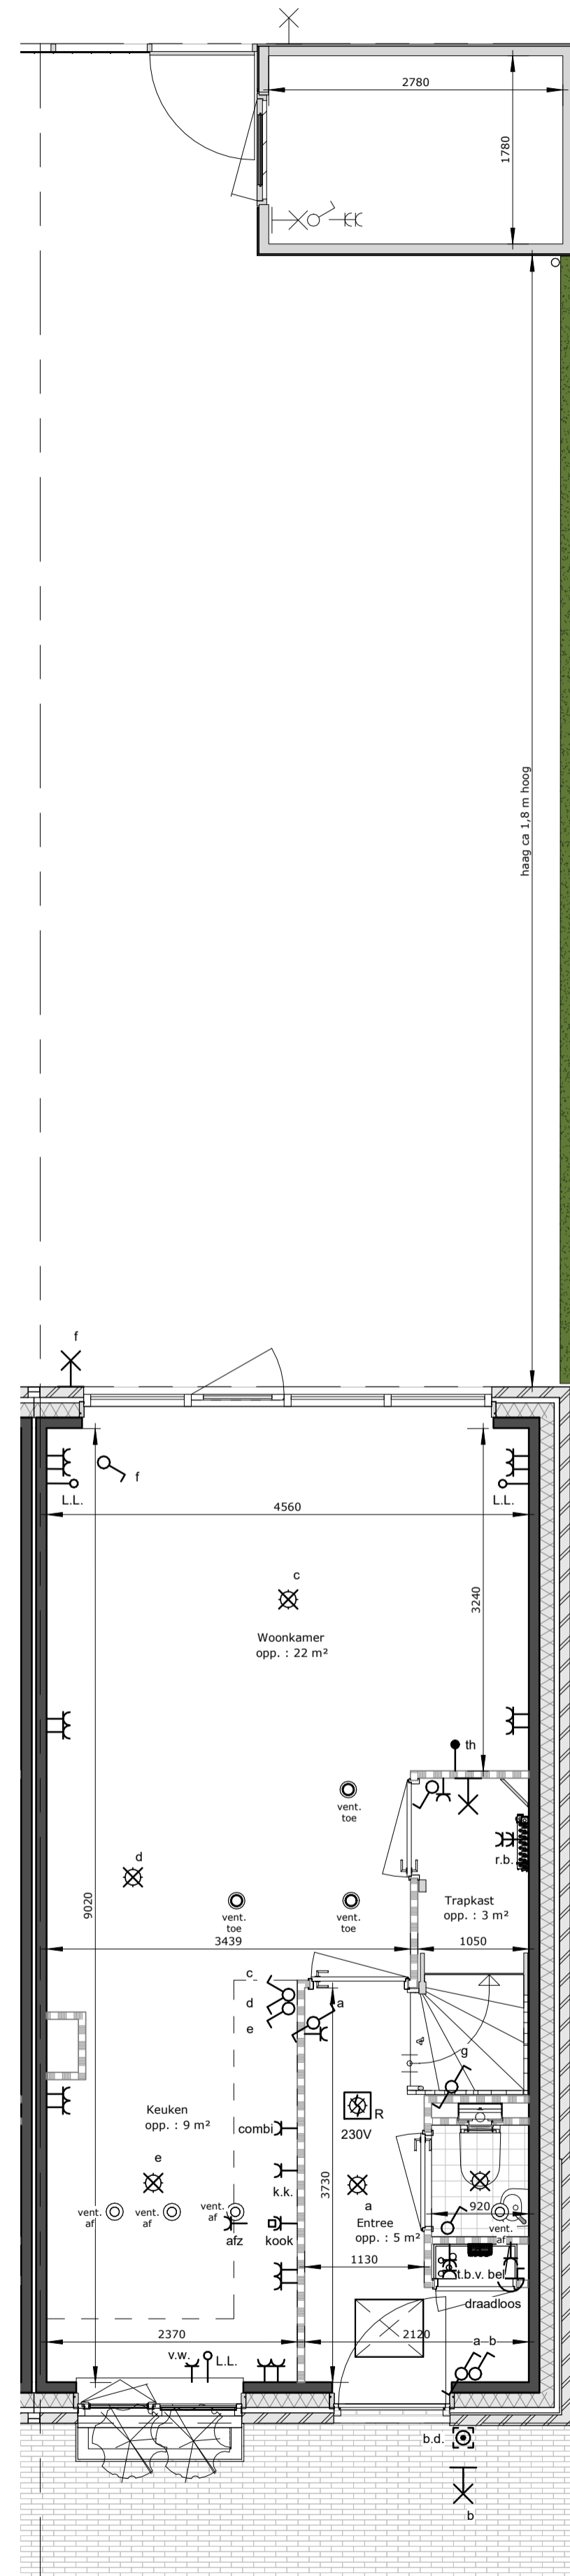 2780
1780
haag ca 1,8 m hoog
f
f
L.L.
L.L.
4560
c
3240
Woonkamer
opp. : 22 m²
th
vent.
toe
r.b.
d
9020
vent.
toe
vent.
toe
Trapkast
opp. : 3 m²
3439
1050
c
d
a
e
g
Keuken
opp. : 9 m²
R
combi
230V
e
k.k.
3730
a
920
vent.
af
vent.
af
vent.
af
Entree
opp. : 5 m²
afz
kook
vent.
af
1130
t.b.v. bel
draadloos
2370
2120
a b
v.w.
L.L.
b.d.
b